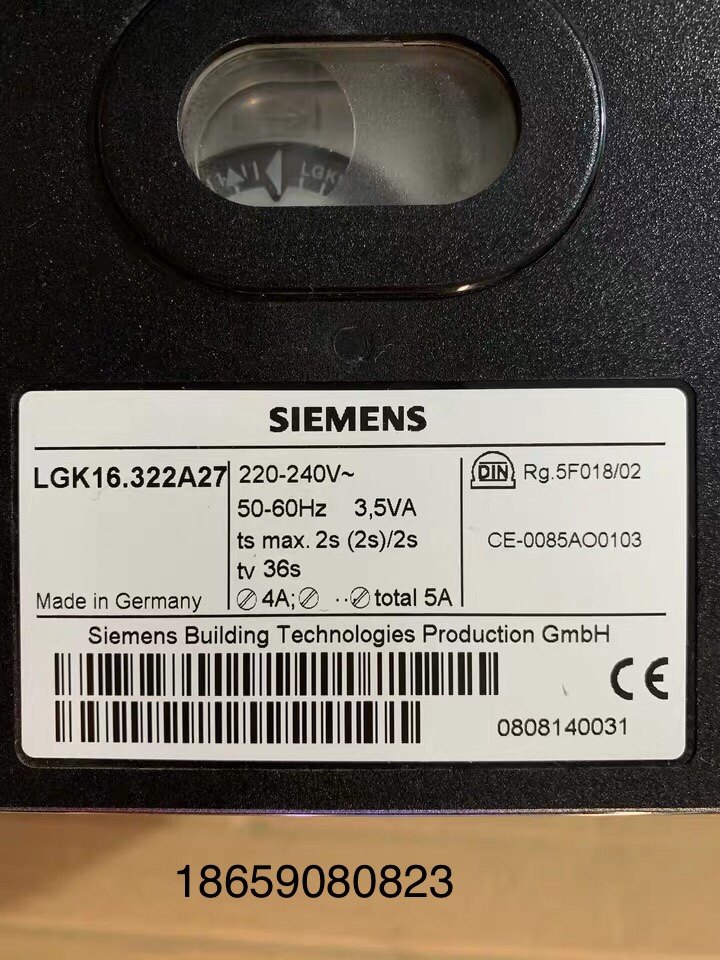 LGK
SIEMENS
LGK16.322A27
220-240V~
50-60Hz 3,5VA
ts max. 2s (2s)/2s
tv 36s
4A; ·· total 5A
Made in Germany
DIN Rg.5F018/02
CE-0085AO0103
Siemens Building Technologies Production GmbH
CE
0808140031
18659080823